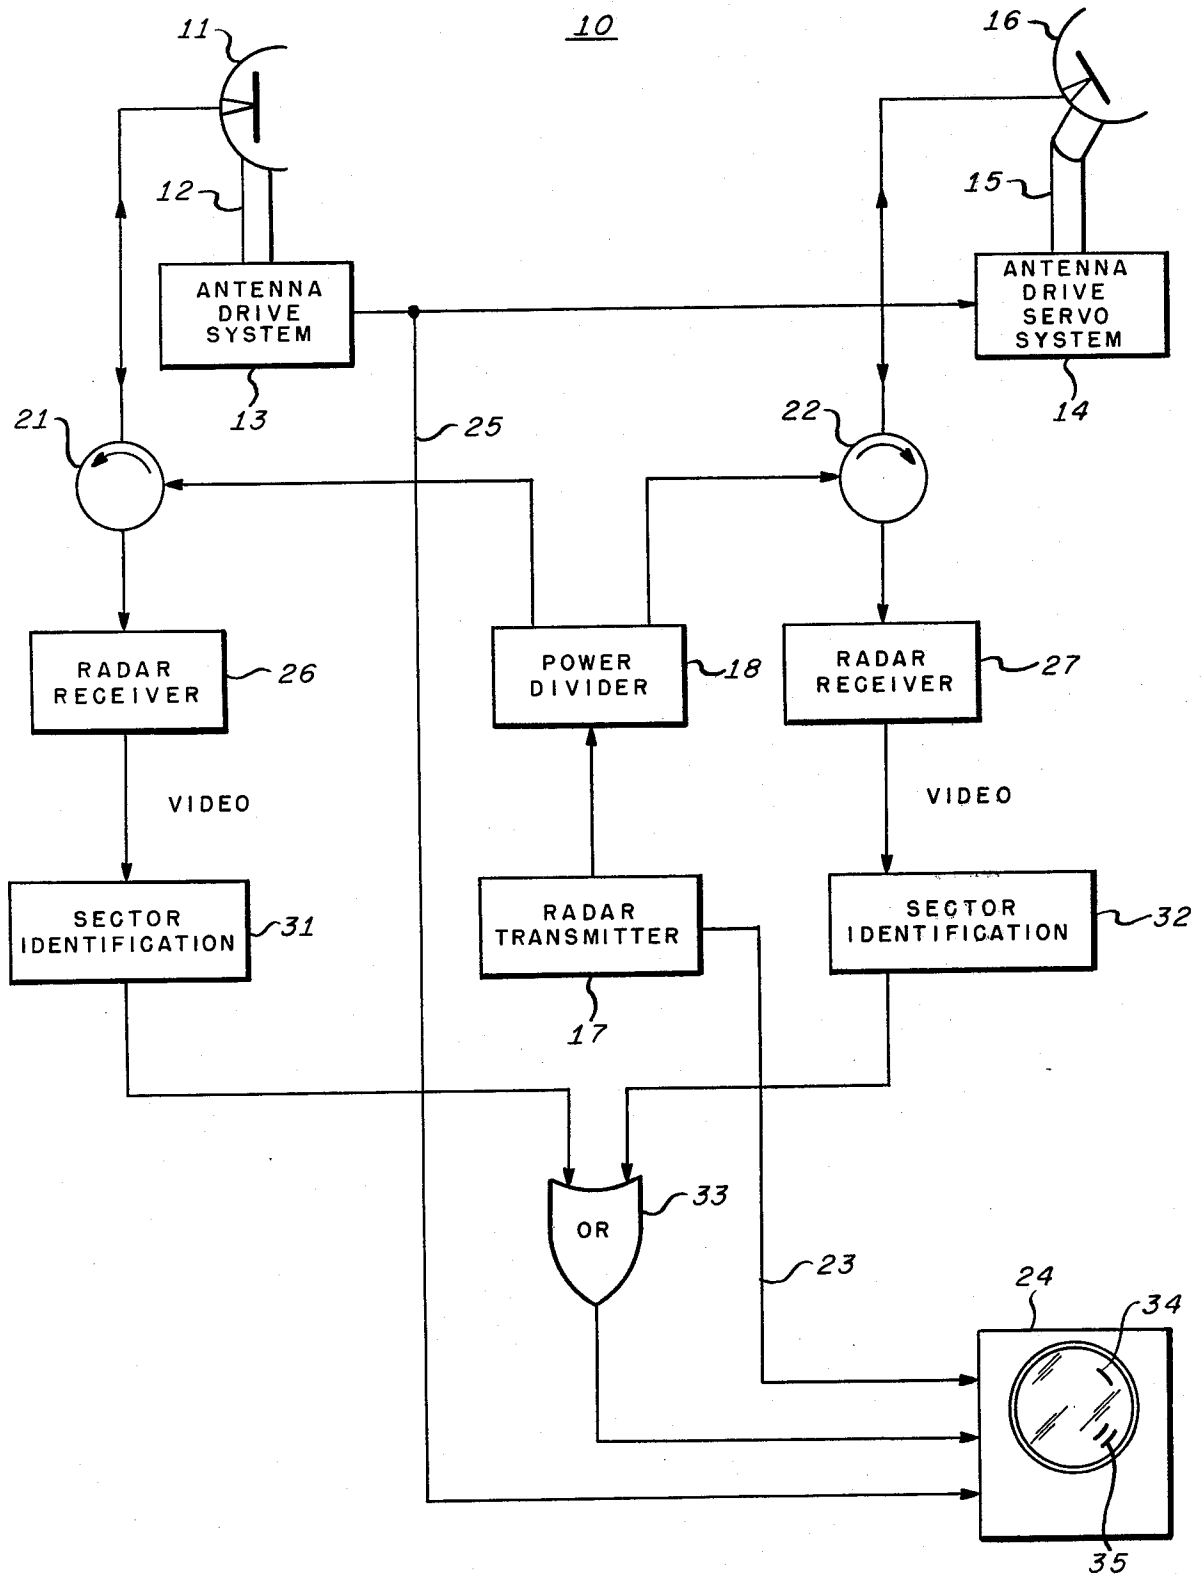 10
11
16
12
15
ANTENNA
DRIVE
SYSTEM
ANTENNA
DRIVE
SERVO
SYSTEM
13
14
21
22
25
RADAR
RECEIVER
26
POWER
DIVIDER
18
RADAR
RECEIVER
27
VIDEO
VIDEO
SECTOR
IDENTIFICATION
31
RADAR
TRANSMITTER
17
SECTOR
IDENTIFICATION
32
OR
33
23
24
34
35